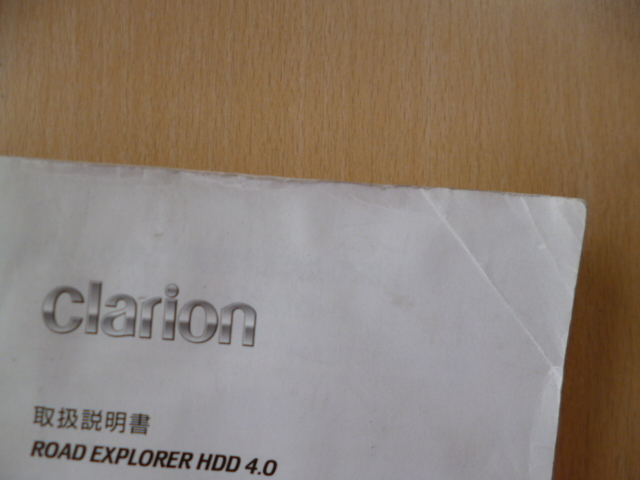 clarion
取扱説明書
ROAD EXPLORER HDD 4.0